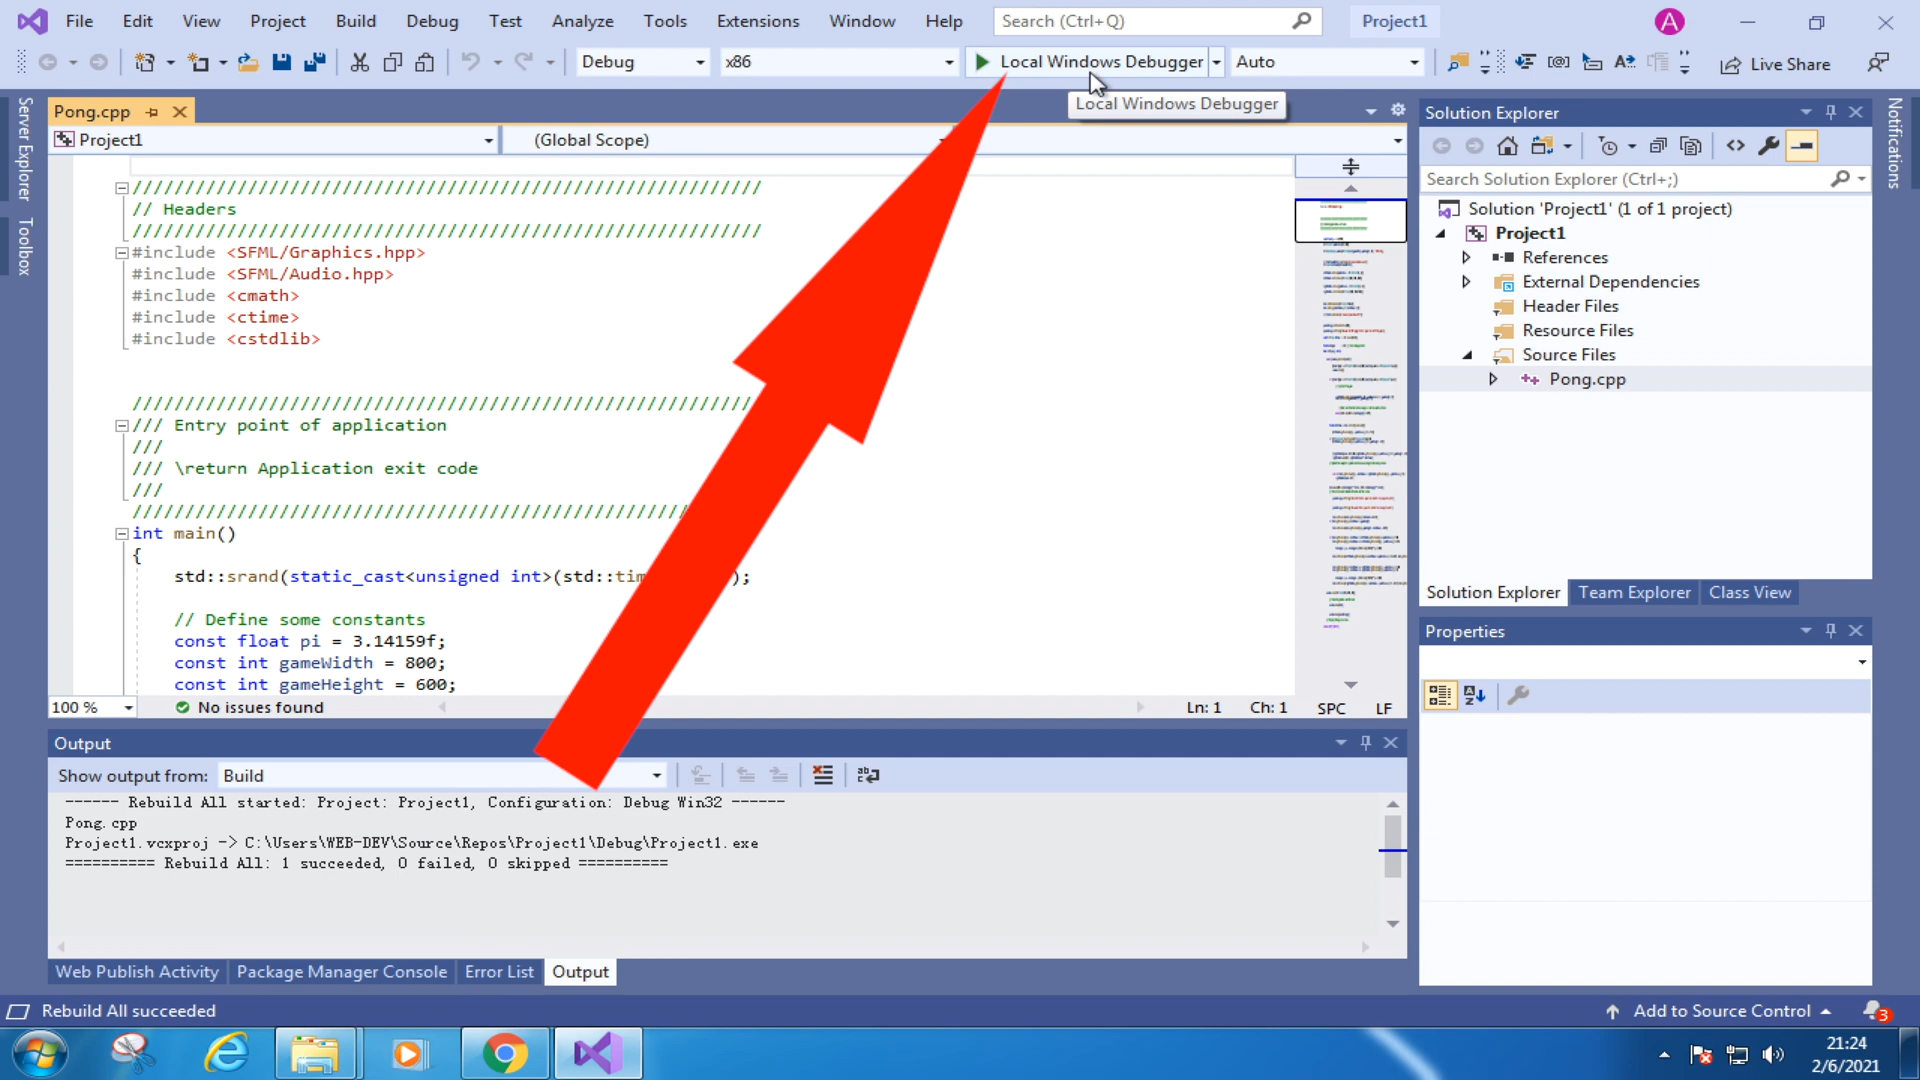 File Edit View Project Build Debug Test Analyze Tools Extensions Window Help Search (Ctrl+Q) Project1 A
Debug x86 Local Windows Debugger Auto Live Share
Local Windows Debugger
Server Explorer
Toolbox
Pong.cpp
Project1 (Global Scope)
////////////////////////////////////////////////////////////
// Headers
////////////////////////////////////////////////////////////
#include <SFML/Graphics.hpp>
#include <SFML/Audio.hpp>
#include <cmath>
#include <ctime>
#include <cstdlib>
////////////////////////////////////////////////////////////
/// Entry point of application
///
/// \return Application exit code
///
////////////////////////////////////////////////////////////
int main()
{
std::srand(static_cast<unsigned int>(std::tim );
// Define some constants
const float pi = 3.14159f;
const int gameWidth = 800;
const int gameHeight = 600;
100 % No issues found Ln: 1 Ch: 1 SPC LF
Output
Show output from: Build
------ Rebuild All started: Project: Project1, Configuration: Debug Win32 ------
Pong.cpp
Project1.vcxproj -> C:\Users\WEB-DEV\Source\Repos\Project1\Debug\Project1.exe
========== Rebuild All: 1 succeeded, 0 failed, 0 skipped ==========
Web Publish Activity Package Manager Console Error List Output
Solution Explorer
Search Solution Explorer (Ctrl+;)
Solution 'Project1' (1 of 1 project)
Project1
References
External Dependencies
Header Files
Resource Files
Source Files
Pong.cpp
Solution Explorer Team Explorer Class View
Properties
Notifications
Rebuild All succeeded Add to Source Control 3
21:24
2/6/2021